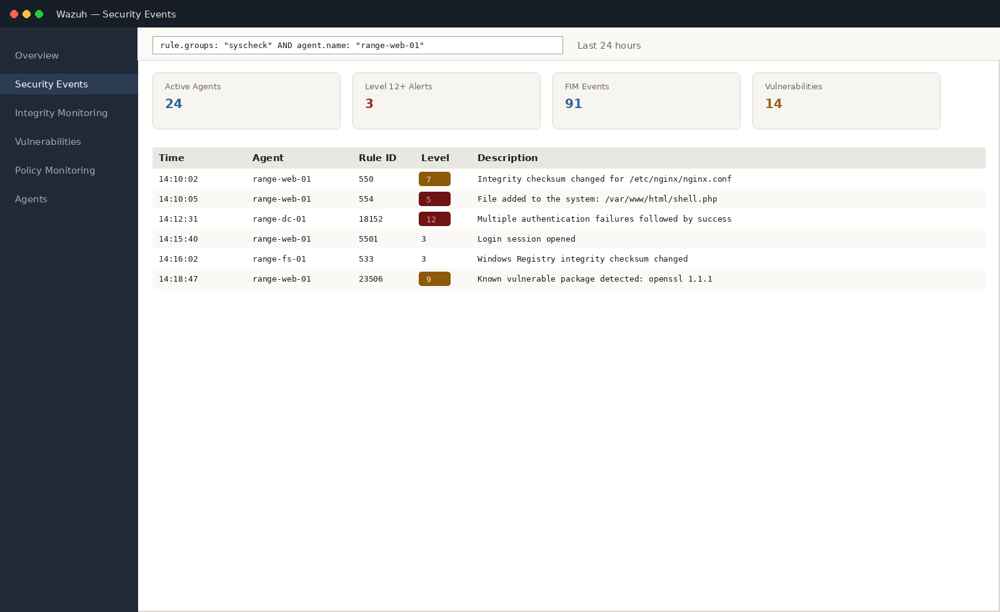 Wazuh — Security Events
Overview
Security Events
Integrity Monitoring
Vulnerabilities
Policy Monitoring
Agents
rule.groups: "syscheck" AND agent.name: "range-web-01" Last 24 hours
Active Agents Level 12+ Alerts FIM Events Vulnerabilities
24 3 91 14
Time Agent Rule ID Level Description
14:10:02 range-web-01 550 7 Integrity checksum changed for /etc/nginx/nginx.conf
14:10:05 range-web-01 554 5 File added to the system: /var/www/html/shell.php
14:12:31 range-dc-01 18152 12 Multiple authentication failures followed by success
14:15:40 range-web-01 5501 3 Login session opened
14:16:02 range-fs-01 533 3 Windows Registry integrity checksum changed
14:18:47 range-web-01 23506 9 Known vulnerable package detected: openssl 1.1.1